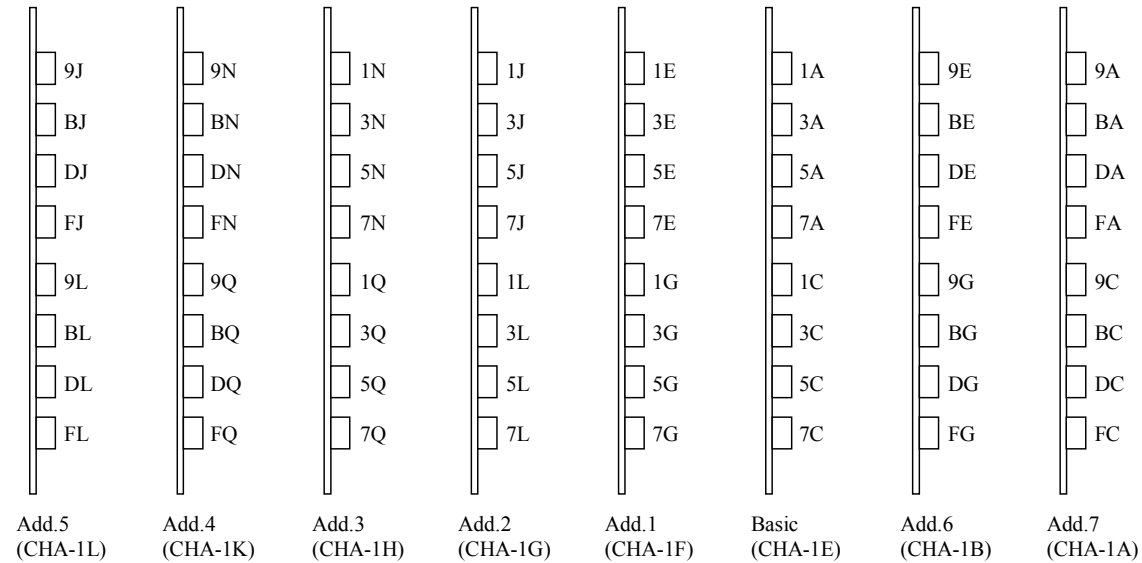 9J 9N 1N 1J 1E 1A 9E 9A
BJ BN 3N 3J 3E 3A BE BA
DJ DN 5N 5J 5E 5A DE DA
FJ FN 7N 7J 7E 7A FE FA
9L 9Q 1Q 1L 1G 1C 9G 9C
BL BQ 3Q 3L 3G 3C BG BC
DL DQ 5Q 5L 5G 5C DG DC
FL FQ 7Q 7L 7G 7C FG FC
Add.5 Add.4 Add.3 Add.2 Add.1 Basic Add.6 Add.7
(CHA-1L) (CHA-1K) (CHA-1H) (CHA-1G) (CHA-1F) (CHA-1E) (CHA-1B) (CHA-1A)